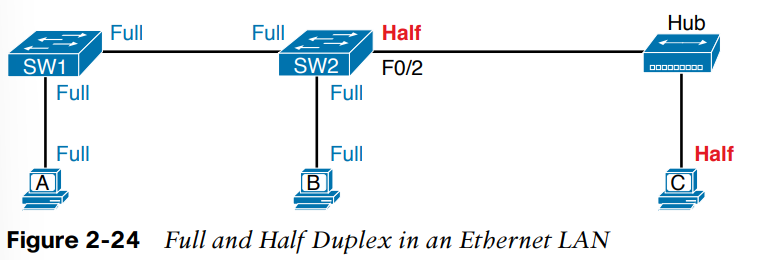 Full Full Half Hub
SW1 SW2 F0/2
Full Full
Full Full Half
A B C
Figure 2-24 Full and Half Duplex in an Ethernet LAN